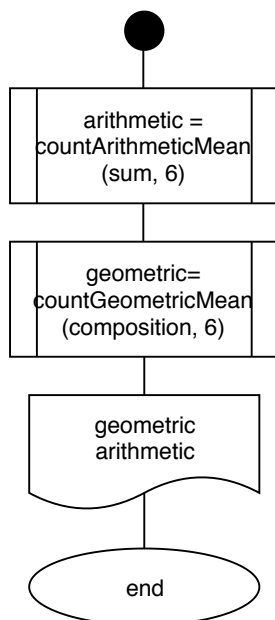 arithmetic =
countArithmeticMean
(sum, 6)
geometric=
countGeometricMean
(composition, 6)
geometric
arithmetic
end